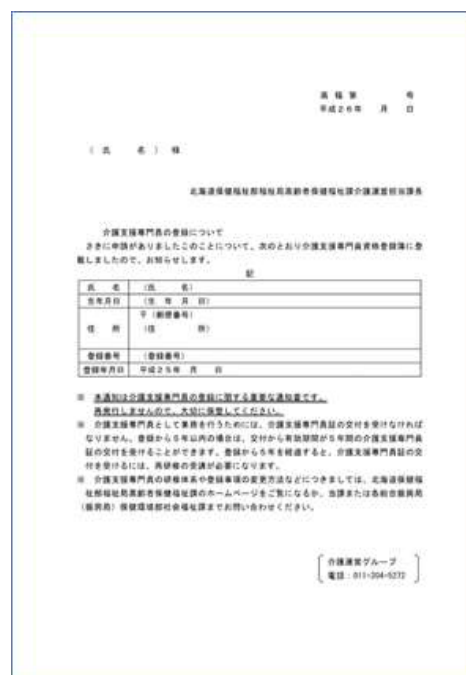 高 福 第　　　　号
平成26年　　月　　日
（ 氏　　名 ） 様
北海道保健福祉部福祉局高齢者保健福祉課介護運営担当課長
介護支援専門員の登録について
さきに申請がありましたこのことについて、次のとおり介護支援専門員資格登録簿に登
載しましたので、お知らせします。
記
氏　名　（氏　　名）
生年月日　（生 年 月 日）
〒（郵便番号）
住　所　（住　　　所）
登録番号　（登録番号）
登録年月日　平成25年　月　日
※　本通知は介護支援専門員の登録に関する重要な通知書です。
再発行しませんので、大切に保管してください。
※　介護支援専門員として業務を行うためには、介護支援専門員証の交付を受けなければ
なりません。登録から5年以内の場合は、交付から有効期間が5年間の介護支援専門員
証の交付を受けることができます。登録から5年を経過すると、介護支援専門員証の交
付を受けるには、再研修の受講が必要になります。
※　介護支援専門員の研修体系や登録事項の変更方法などにつきましては、北海道保健福
祉部福祉局高齢者保健福祉課のホームページをご覧になるか、当課または各総合振興局
（振興局）保健環境部社会福祉課までお問い合わせください。
介護運営グループ
電話：011-204-5272